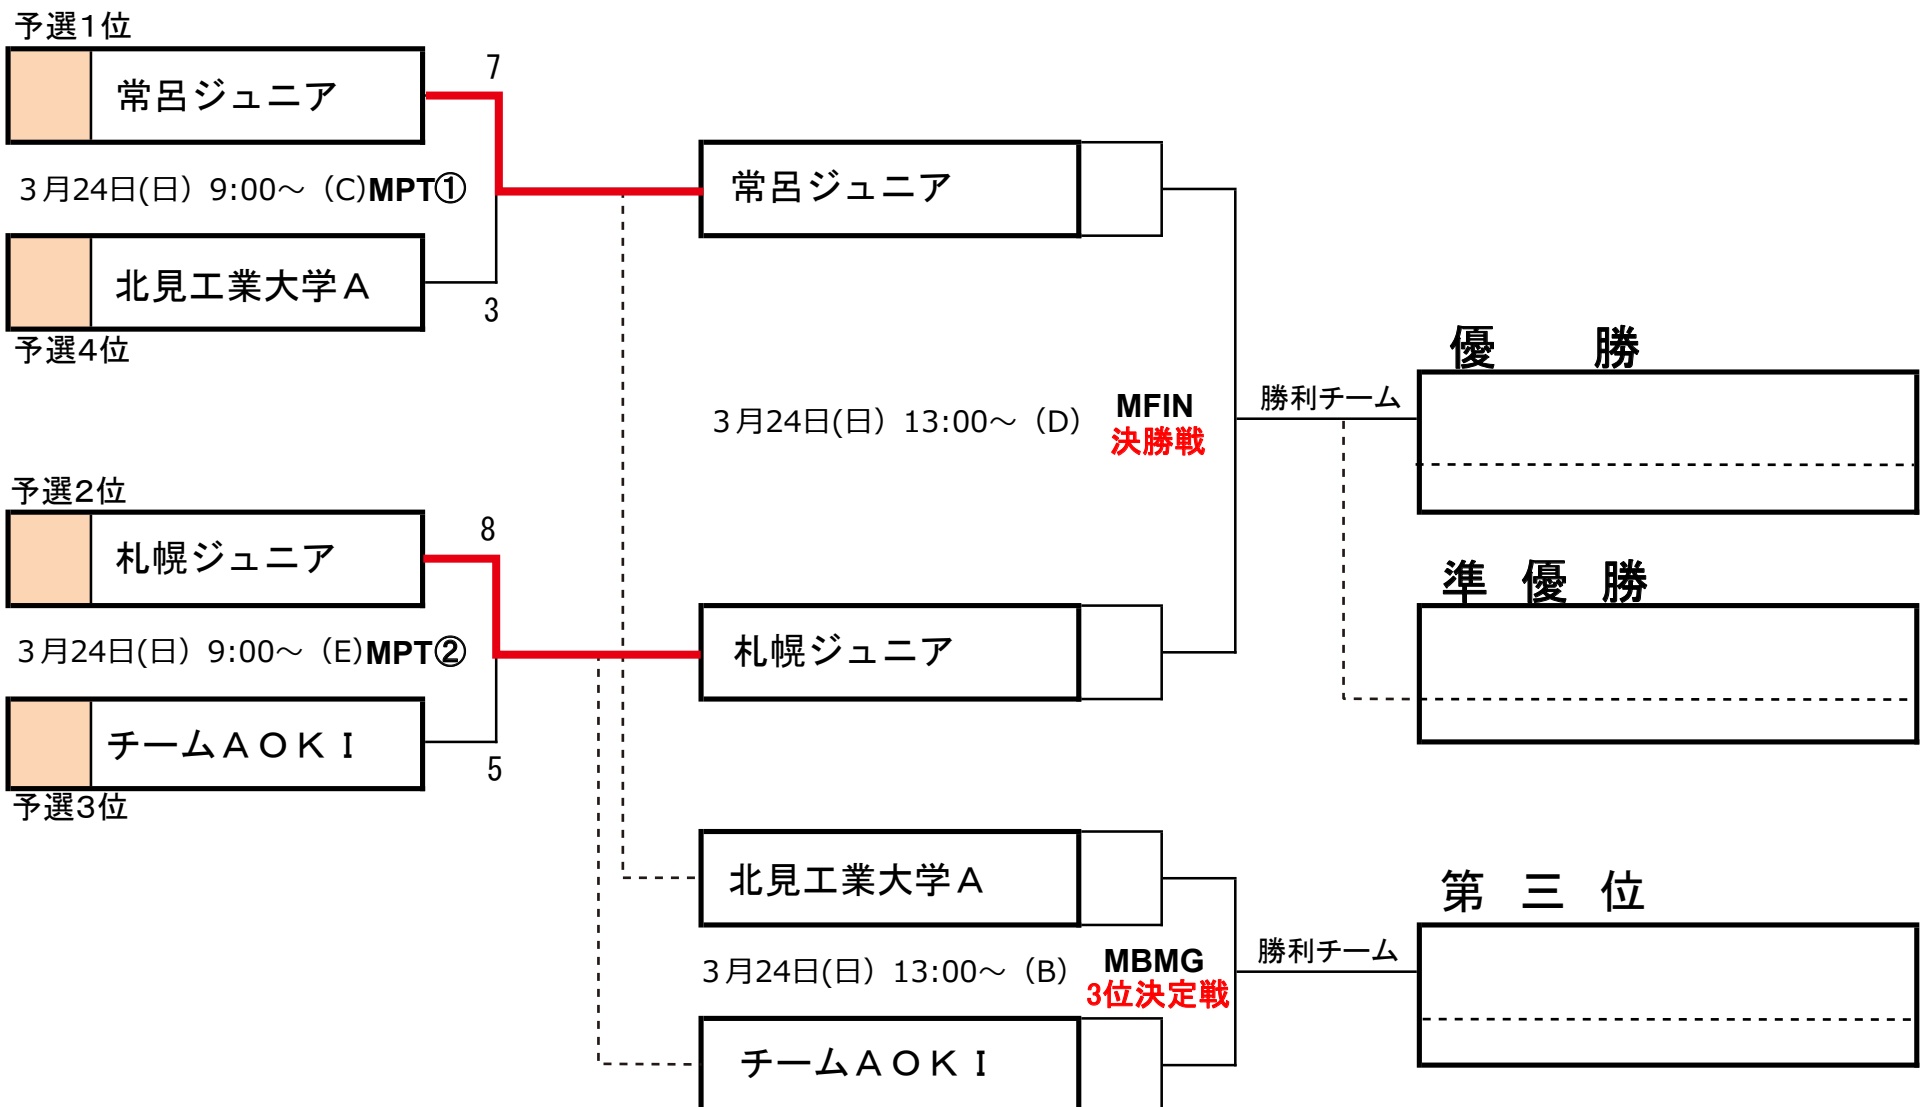 予選1位
常呂ジュニア
7
3月24日(日) 9:00～ (C)MPT①
北見工業大学A
3
予選4位
予選2位
札幌ジュニア
8
3月24日(日) 9:00～ (E)MPT②
チームAOKI
5
予選3位
常呂ジュニア
3月24日(日) 13:00～ (D)
MFIN
決勝戦
札幌ジュニア
北見工業大学A
3月24日(日) 13:00～ (B)
MBMG
3位決定戦
チームAOKI
勝利チーム
優 勝
準 優 勝
勝利チーム
第 三 位